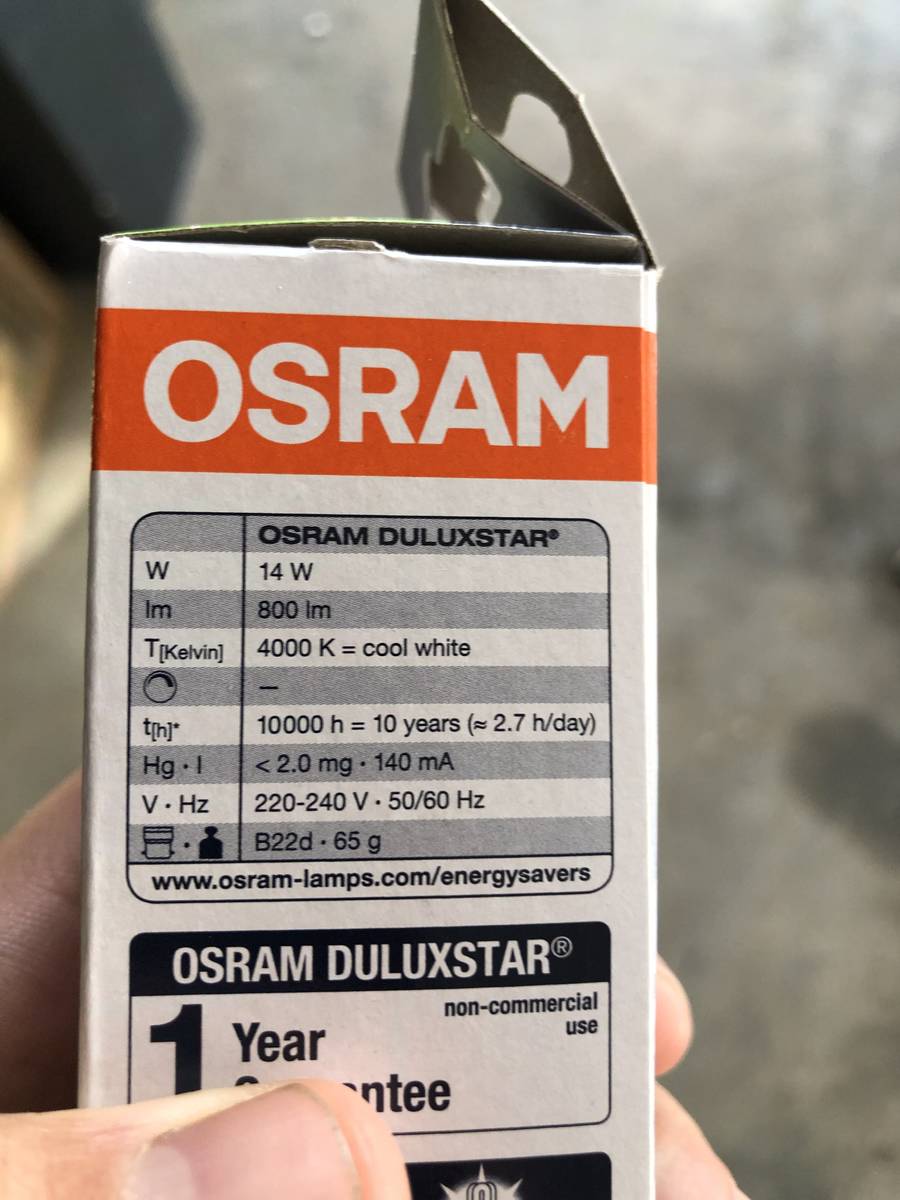 OSRAM
OSRAM DULUXSTAR®
W 14 W
lm 800 lm
T[Kelvin] 4000 K = cool white
—
t[h]* 10000 h = 10 years (≈ 2.7 h/day)
Hg · I < 2.0 mg · 140 mA
V · Hz 220-240 V · 50/60 Hz
· B22d · 65 g
www.osram-lamps.com/energysavers
OSRAM DULUXSTAR®
non-commercial
use
1 Year